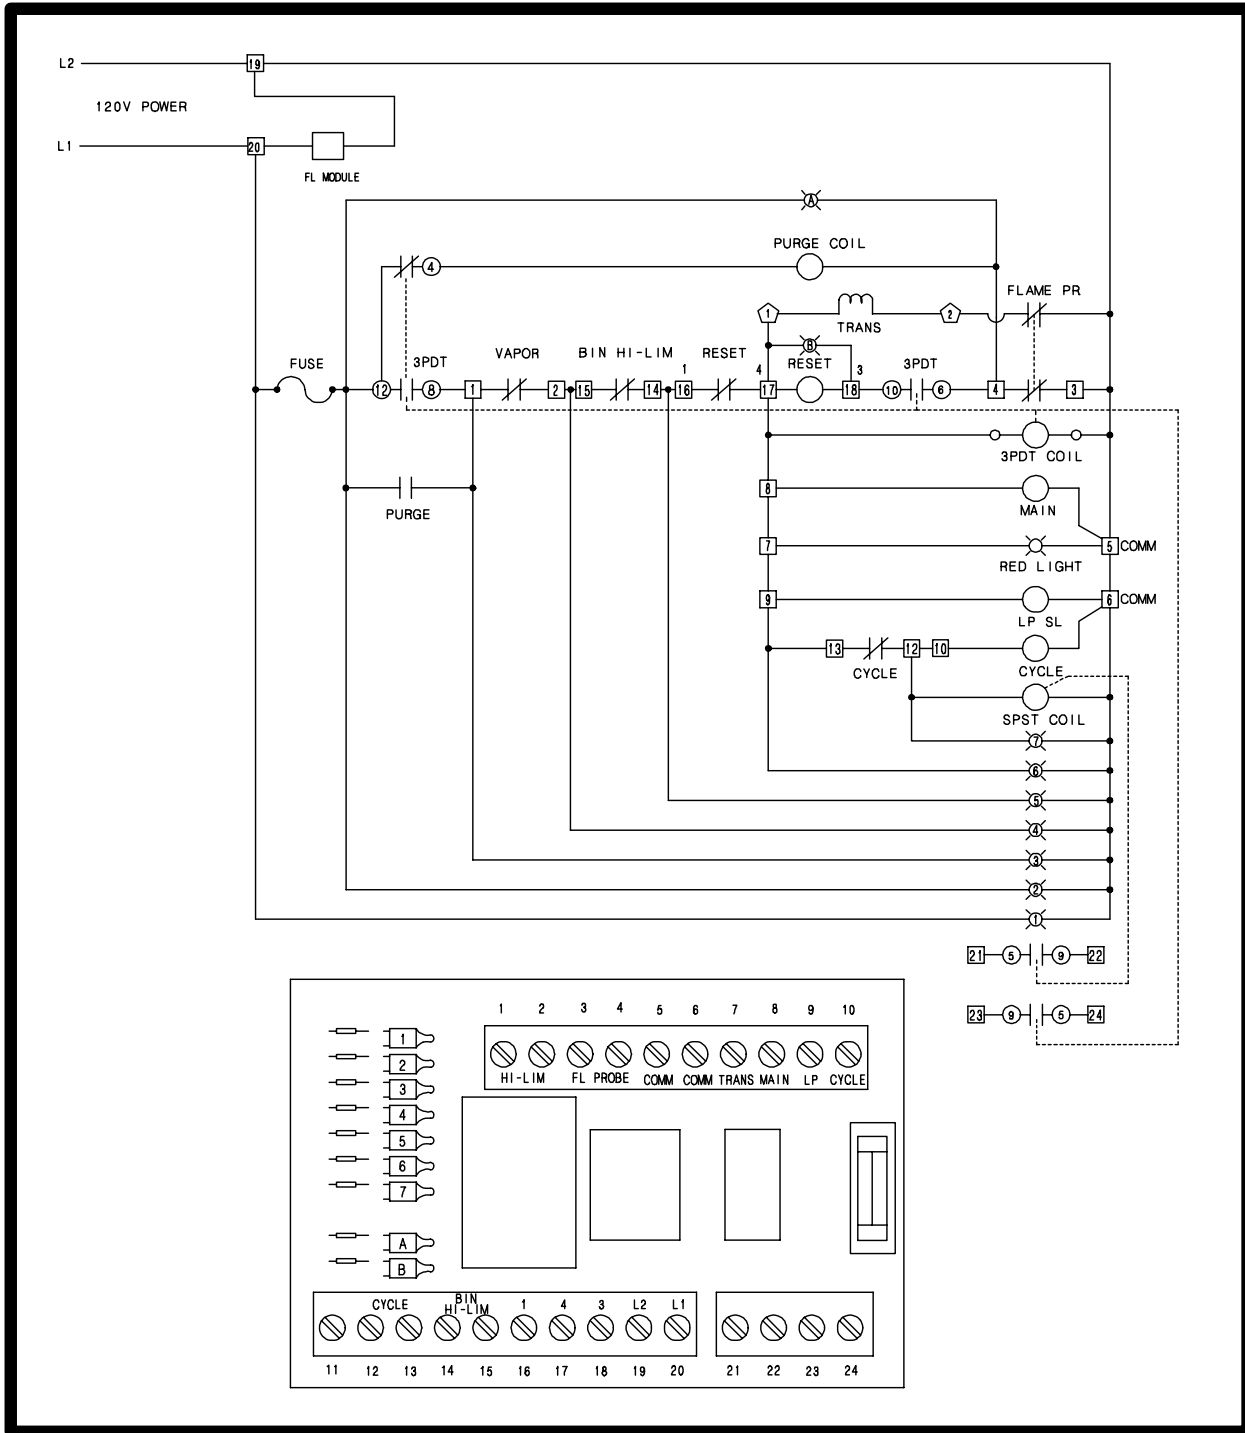 L2
19
120V POWER
L1
20
FL MODULE
A
PURGE COIL
4
FLAME PR
1
TRANS
2
FUSE
3PDT
VAPOR
BIN HI-LIM
1
RESET
4
B
RESET
3
3PDT
12
8
1
2
15
14
16
17
18
10
6
4
3
3PDT COIL
8
MAIN
PURGE
7
5
COMM
RED LIGHT
9
6
COMM
LP SL
13
12
10
CYCLE
CYCLE
SPST COIL
7
6
5
4
3
2
1
21
5
9
22
23
9
5
24
1 2 3 4 5 6 7 8 9 10
HI-LIM FL PROBE COMM COMM TRANS MAIN LP CYCLE
1
2
3
4
5
6
7
A
B
CYCLE
BIN
HI-LIM
1 4 3 L2 L1
11 12 13 14 15 16 17 18 19 20
21 22 23 24